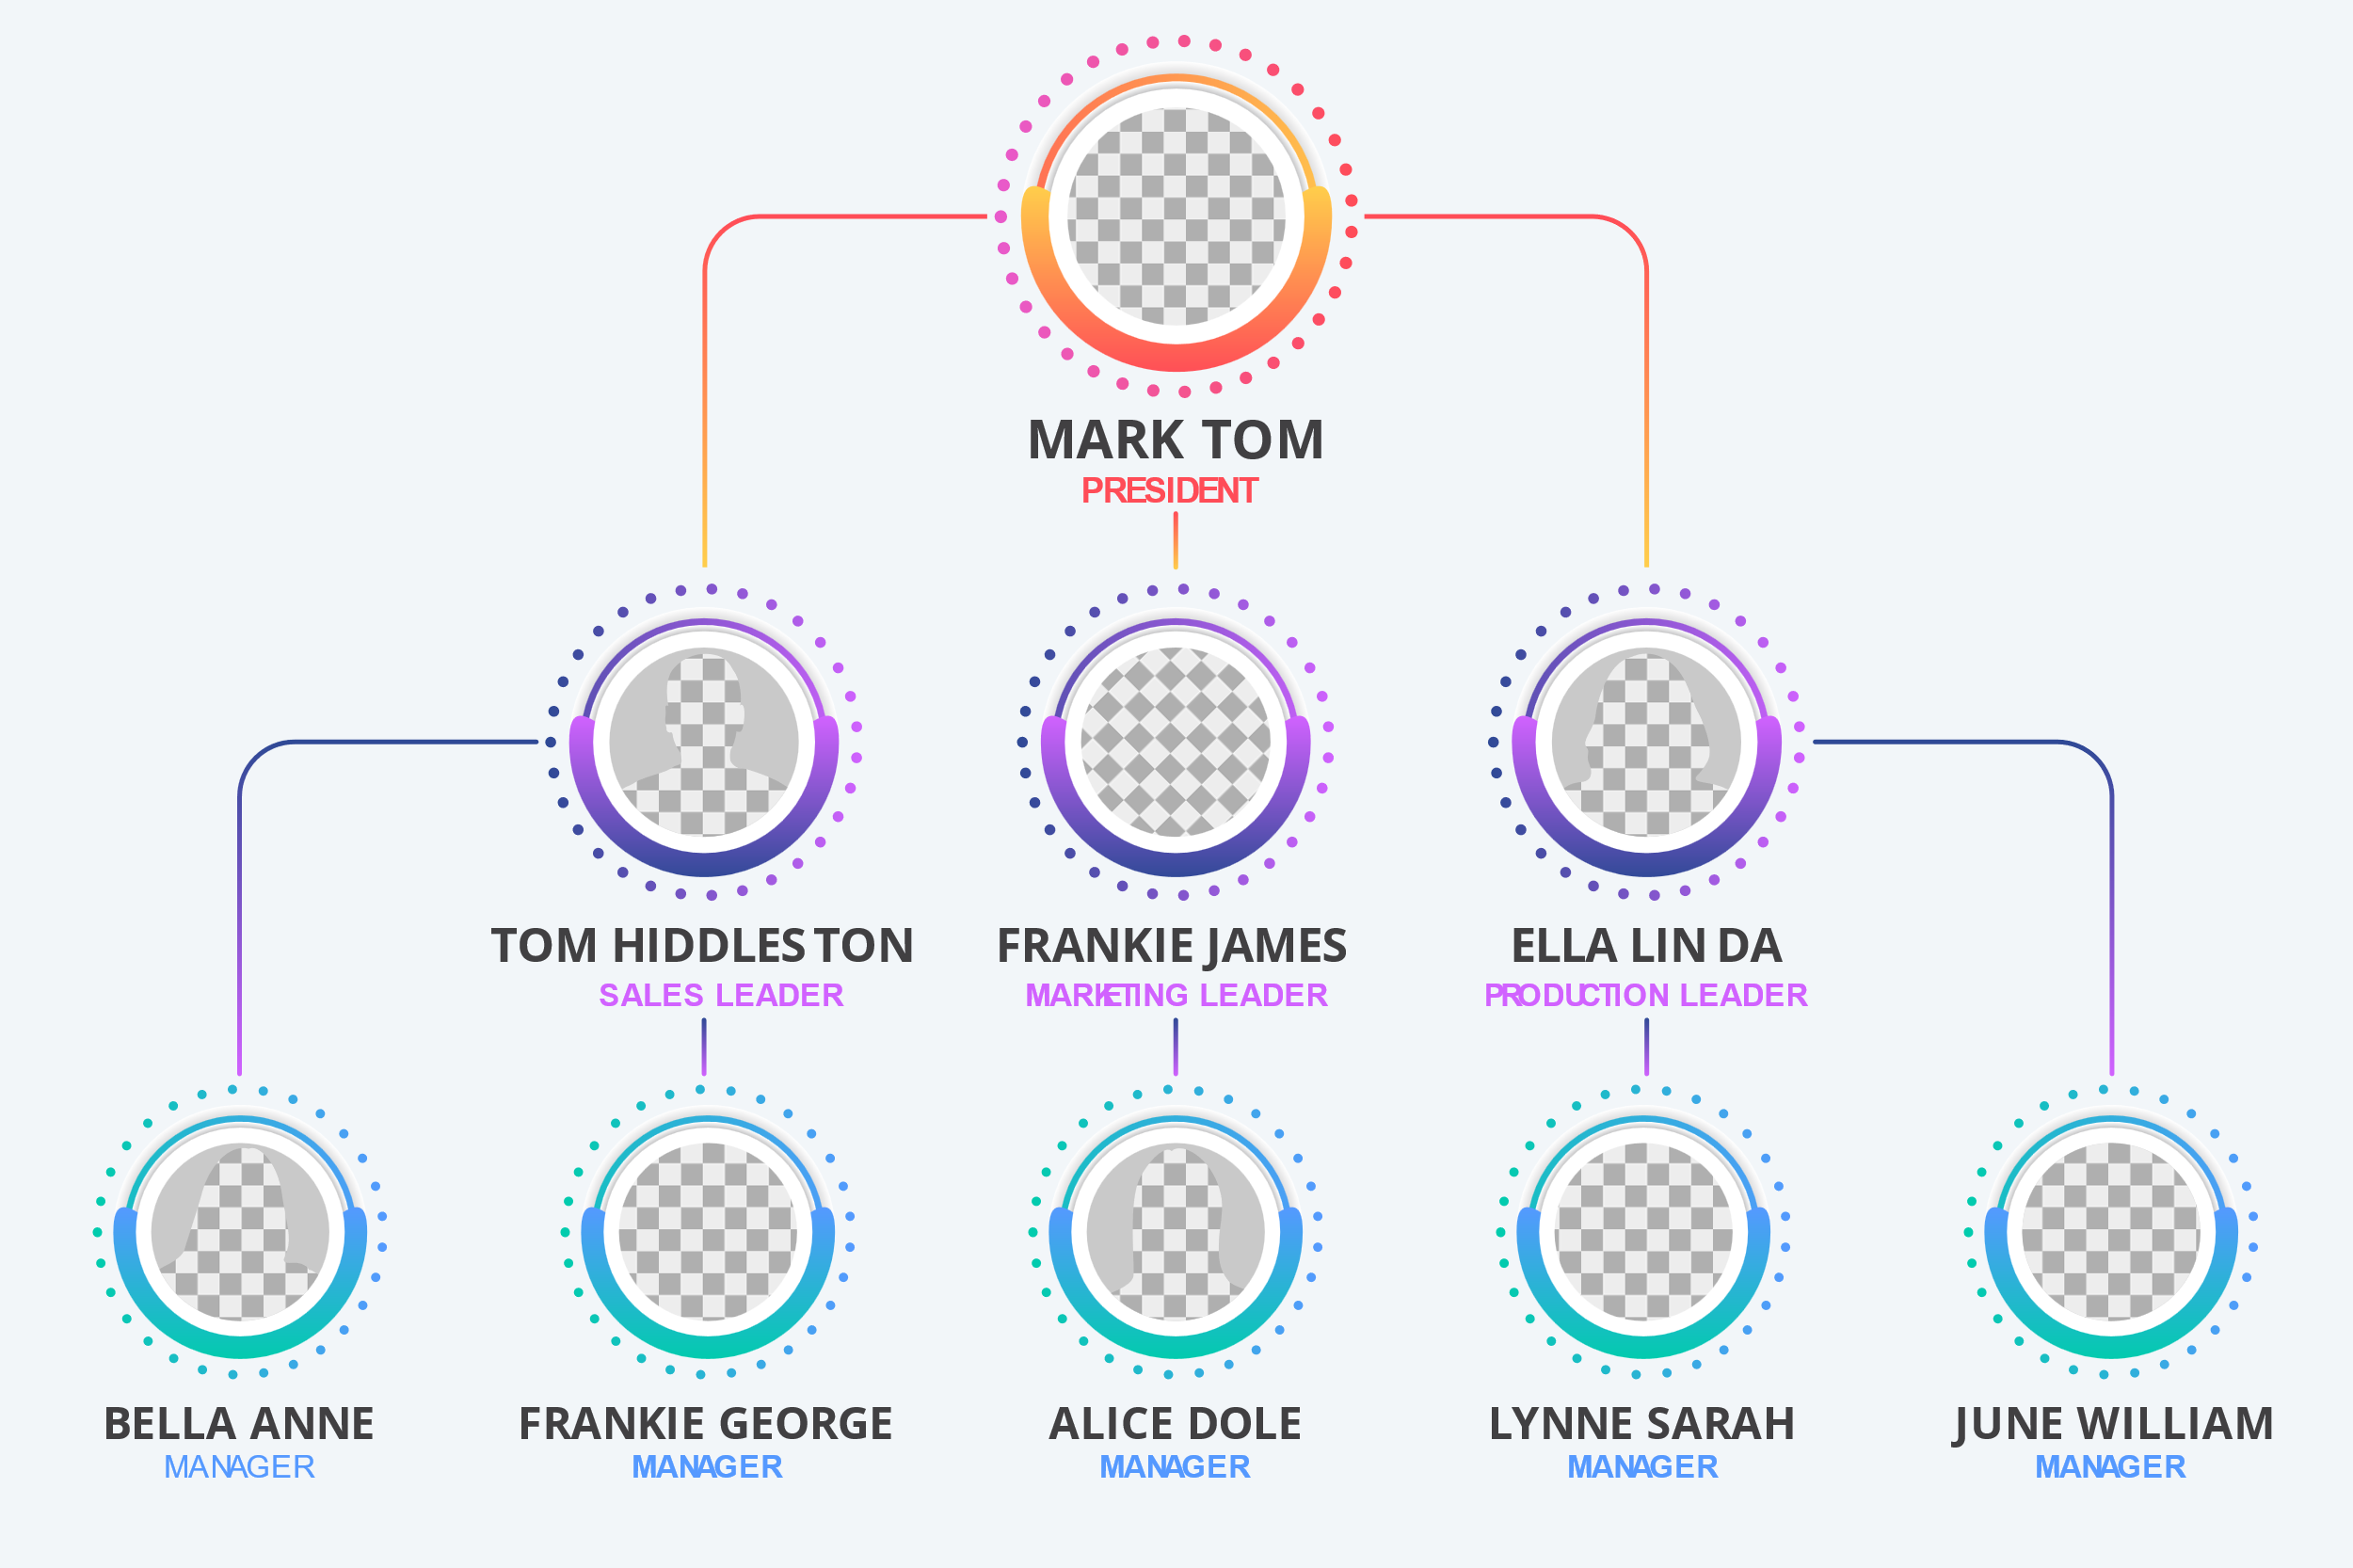 MARK TOM
PRESIDENT
TOM HIDDLESTON
SALES LEADER
FRANKIE JAMES
MARKETING LEADER
ELLA LINDA
PRODUCTION LEADER
BELLA ANNE
MANAGER
FRANKIE GEORGE
MANAGER
ALICE DOLE
MANAGER
LYNNE SARAH
MANAGER
JUNE WILLIAM
MANAGER